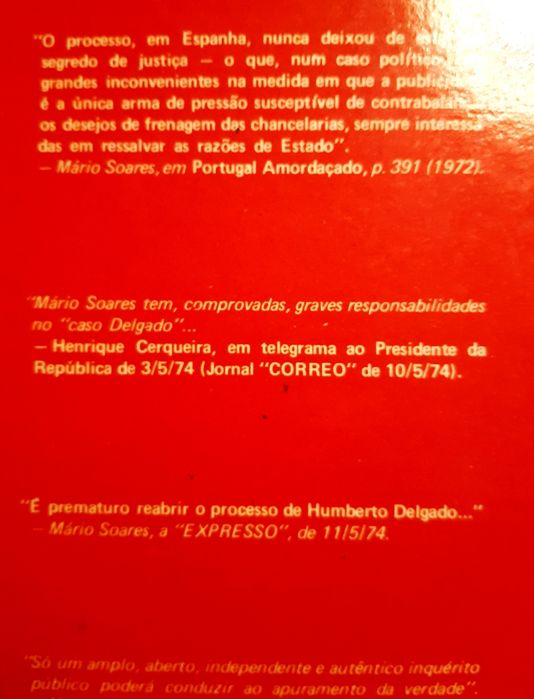 "O processo, em Espanha, nunca deixou de
segredo de justiça — o que, num caso político,
grandes inconvenientes na medida em que a
é a única arma de pressão susceptível de
os desejos de frenagem das chancelarias, sempre interessa
das em ressalvar as razões de Estado".
— Mário Soares, em Portugal Amordaçado, p. 391 (1972).
"Mário Soares tem, comprovadas, graves responsabilidades
no "caso Delgado"...
— Henrique Cerqueira, em telegrama ao Presidente da
República de 3/5/74 (Jornal "CORREO" de 10/5/74).
"É prematuro reabrir o processo de Humberto Delgado..."
— Mário Soares, a "EXPRESSO", de 11/5/74.
"Só um amplo, aberto, independente e autêntico inquérito
público poderá conduzir ao apuramento da verdade"